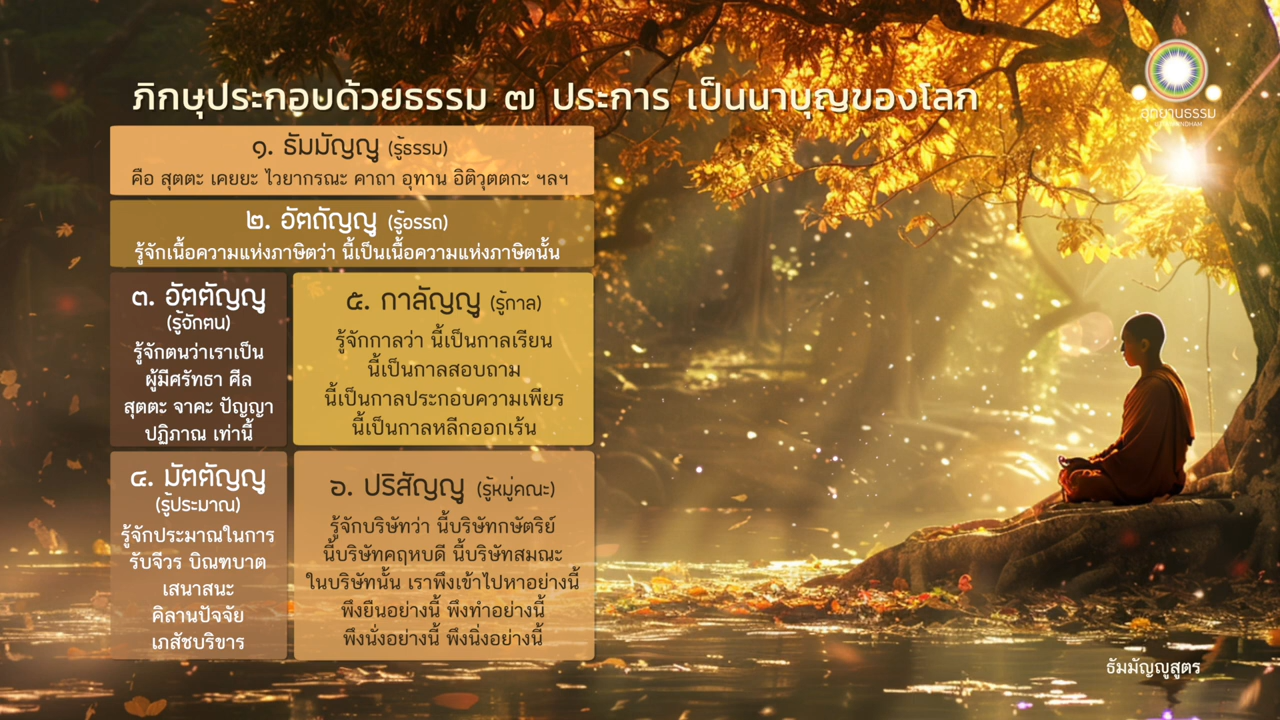 ภิกษุประกอบด้วยธรรม ๗ ประการ เป็นนาบุญของโลก
๑. ธัมมัญญู (รู้ธรรม)
คือ สุตตะ เคยยะ ไวยากรณะ คาถา อุทาน อิติวุตตกะ ฯลฯ
๒. อัตถัญญู (รู้อรรถ)
รู้จักเนื้อความแห่งภาษิตว่า นี้เป็นเนื้อความแห่งภาษิตนั้น
๓. อัตตัญญู
(รู้จักตน)
รู้จักตนว่าเราเป็น
ผู้มีศรัทธา ศีล
สุตตะ จาคะ ปัญญา
ปฏิภาณ เท่านี้
๔. มัตตัญญู
(รู้ประมาณ)
รู้จักประมาณในการ
รับจีวร บิณฑบาต
เสนาสนะ
คิลานปัจจัย
เภสัชบริขาร
๕. กาลัญญู (รู้กาล)
รู้จักกาลว่า นี้เป็นกาลเรียน
นี้เป็นกาลสอบถาม
นี้เป็นกาลประกอบความเพียร
นี้เป็นกาลหลีกออกเร้น
๖. ปริสัญญู (รู้หมู่คณะ)
รู้จักบริษัทว่า นี้บริษัทกษัตริย์
นี้บริษัทคฤหบดี นี้บริษัทสมณะ
ในบริษัทนั้น เราพึงเข้าไปหาอย่างนี้
พึงยืนอย่างนี้ พึงทำอย่างนี้
พึงนั่งอย่างนี้ พึงนิ่งอย่างนี้
อุทยานธรรม
ธัมมัญญูสูตร